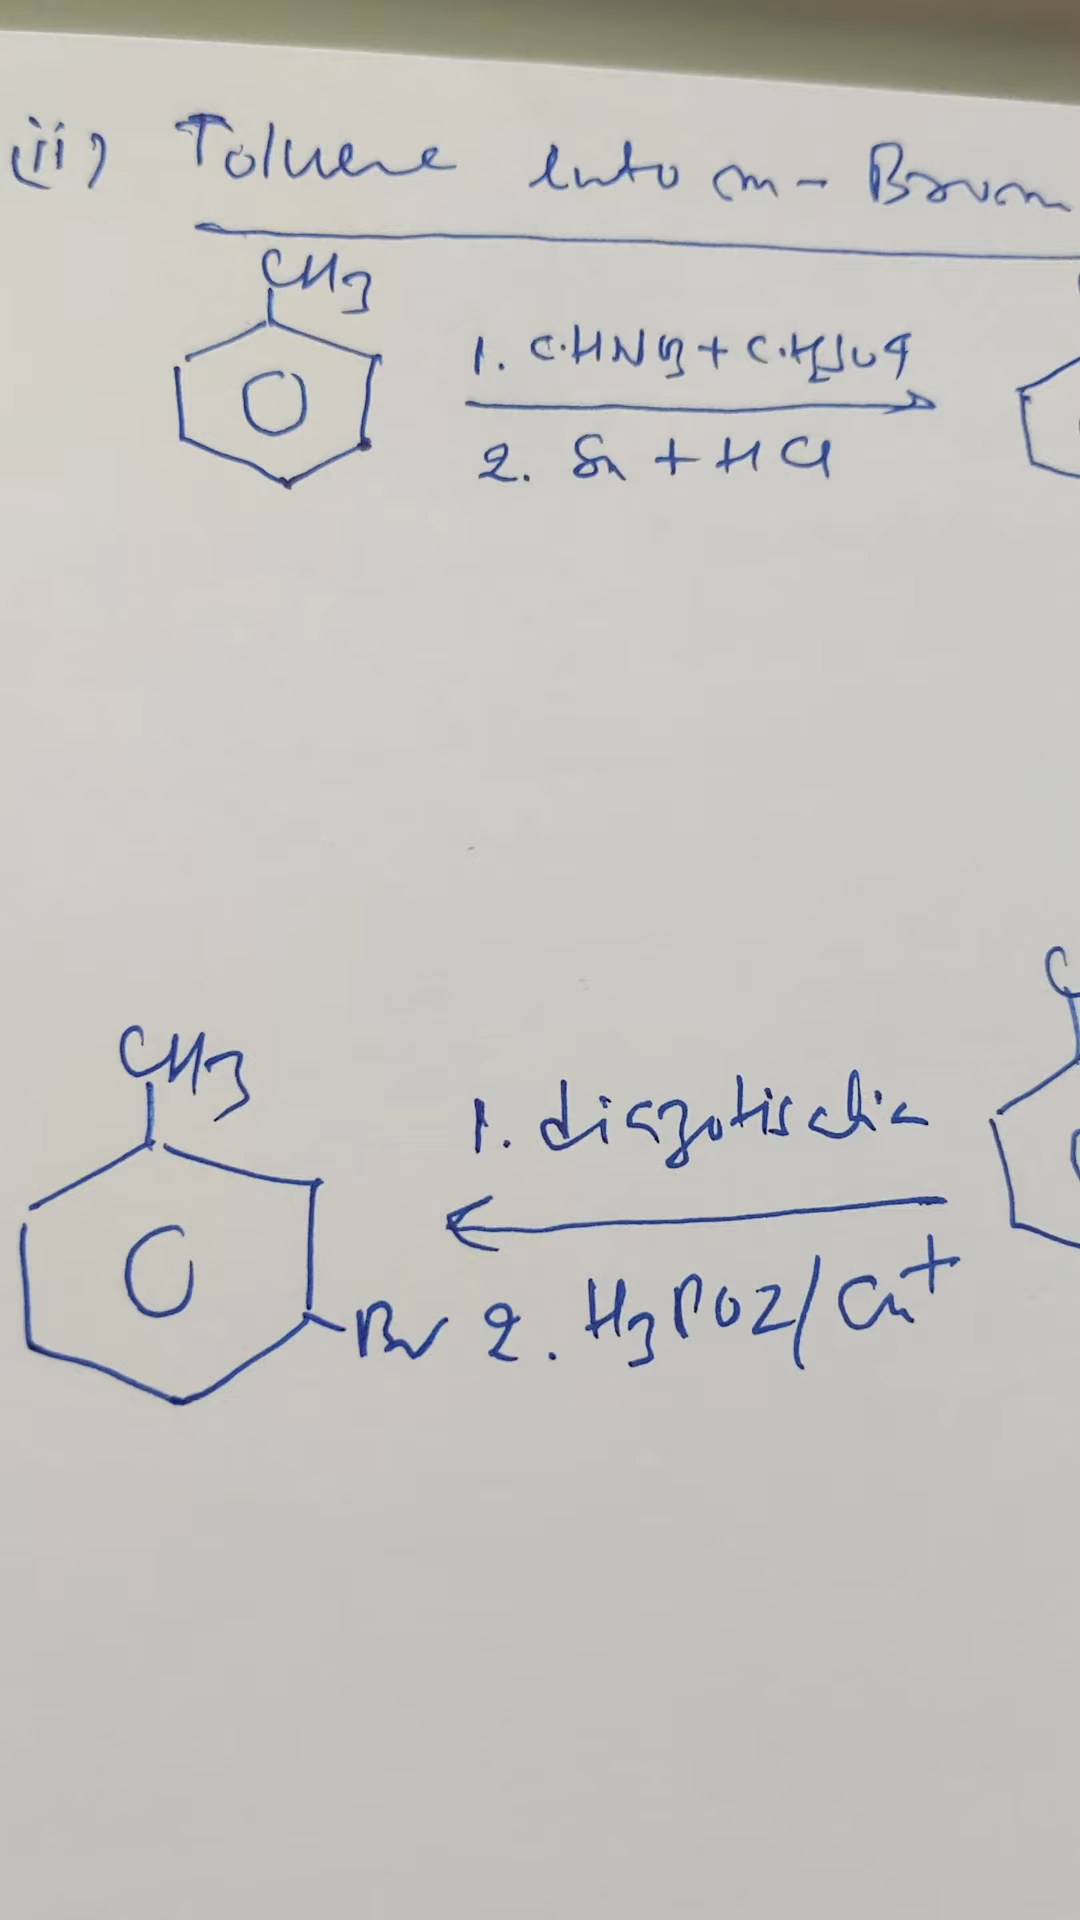 (ii) Toluene into m- Brom
CH3
1. C.HNO3 + C.H2SO4
2. Sn + HCl
C
CH3
1. diazotisation
Br 2. H3PO2/Cu+